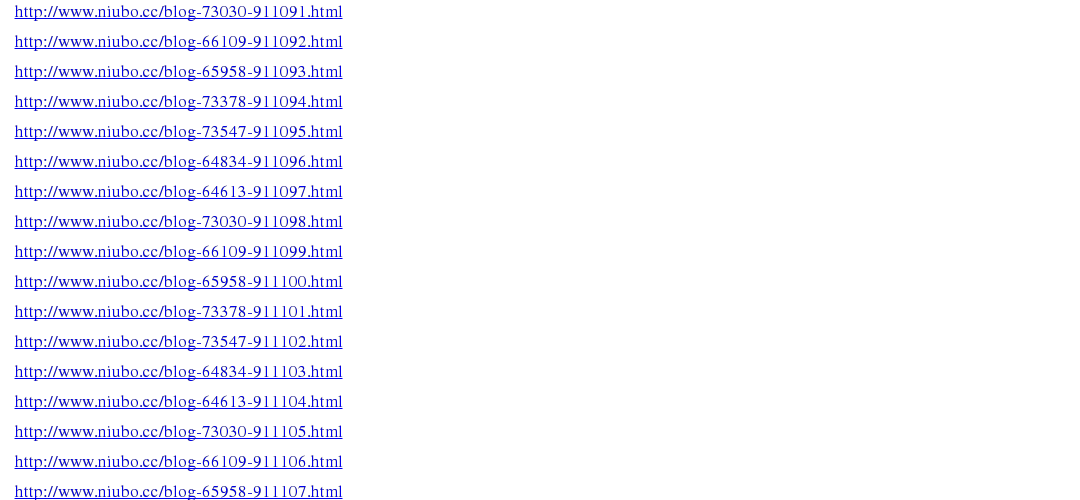 http://www.niubo.cc/blog-73030-911091.html
http://www.niubo.cc/blog-66109-911092.html
http://www.niubo.cc/blog-65958-911093.html
http://www.niubo.cc/blog-73378-911094.html
http://www.niubo.cc/blog-73547-911095.html
http://www.niubo.cc/blog-64834-911096.html
http://www.niubo.cc/blog-64613-911097.html
http://www.niubo.cc/blog-73030-911098.html
http://www.niubo.cc/blog-66109-911099.html
http://www.niubo.cc/blog-65958-911100.html
http://www.niubo.cc/blog-73378-911101.html
http://www.niubo.cc/blog-73547-911102.html
http://www.niubo.cc/blog-64834-911103.html
http://www.niubo.cc/blog-64613-911104.html
http://www.niubo.cc/blog-73030-911105.html
http://www.niubo.cc/blog-66109-911106.html
http://www.niubo.cc/blog-65958-911107.html